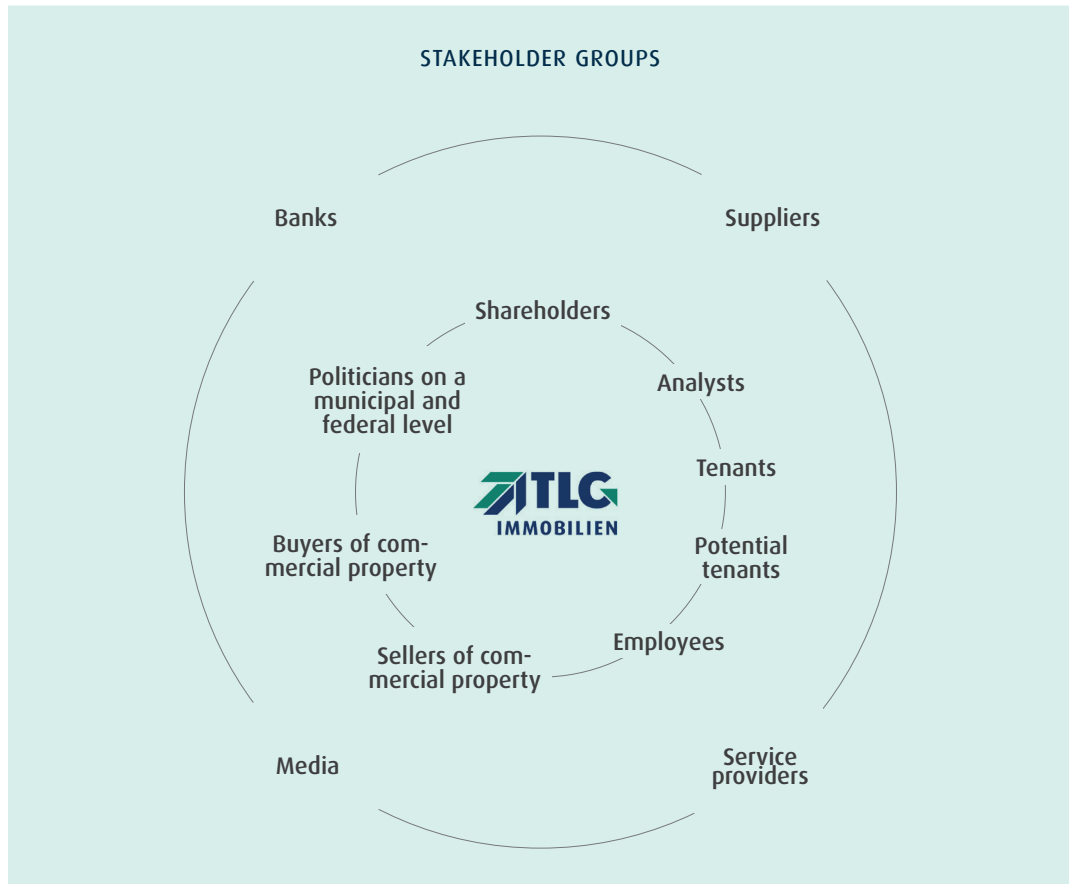 STAKEHOLDER GROUPS
Banks
Suppliers
Shareholders
Politicians on a
municipal and
federal level
Analysts
Tenants
TLG
IMMOBILIEN
Buyers of com-
mercial property
Potential
tenants
Employees
Sellers of com-
mercial property
Media
Service
providers